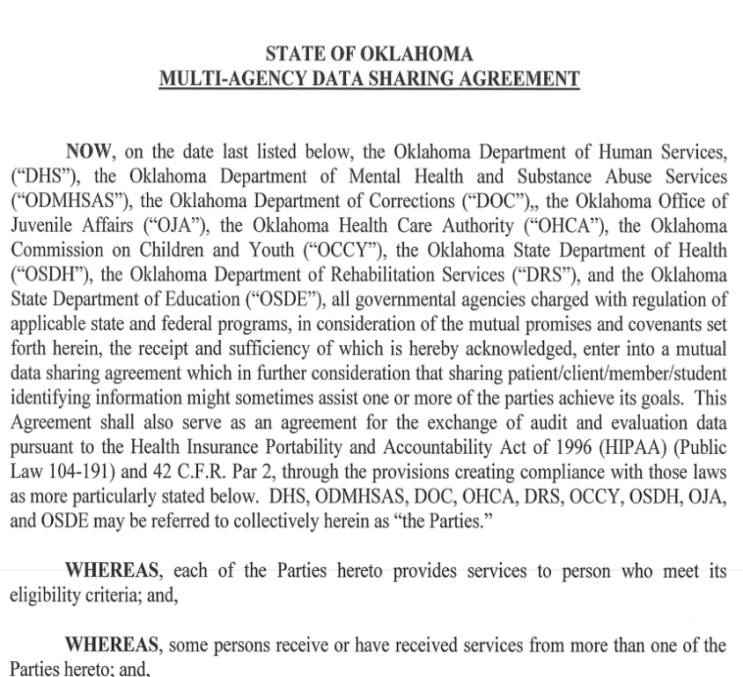 STATE OF OKLAHOMA
MULTI-AGENCY DATA SHARING AGREEMENT
NOW, on the date last listed below, the Oklahoma Department of Human Services,
(“DHS”), the Oklahoma Department of Mental Health and Substance Abuse Services
(“ODMHSAS”), the Oklahoma Department of Corrections (“DOC”),, the Oklahoma Office of
Juvenile Affairs (“OJA”), the Oklahoma Health Care Authority (“OHCA”), the Oklahoma
Commission on Children and Youth (“OCCY”), the Oklahoma State Department of Health
(“OSDH”), the Oklahoma Department of Rehabilitation Services (“DRS”), and the Oklahoma
State Department of Education (“OSDE”), all governmental agencies charged with regulation of
applicable state and federal programs, in consideration of the mutual promises and covenants set
forth herein, the receipt and sufficiency of which is hereby acknowledged, enter into a mutual
data sharing agreement which in further consideration that sharing patient/client/member/student
identifying information might sometimes assist one or more of the parties achieve its goals. This
Agreement shall also serve as an agreement for the exchange of audit and evaluation data
pursuant to the Health Insurance Portability and Accountability Act of 1996 (HIPAA) (Public
Law 104-191) and 42 C.F.R. Par 2, through the provisions creating compliance with those laws
as more particularly stated below. DHS, ODMHSAS, DOC, OHCA, DRS, OCCY, OSDH, OJA,
and OSDE may be referred to collectively herein as “the Parties.”
WHEREAS, each of the Parties hereto provides services to person who meet its
eligibility criteria; and,
WHEREAS, some persons receive or have received services from more than one of the
Parties hereto; and,